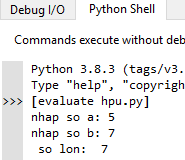 Debug I/O Python Shell
Commands execute without deb
Python 3.8.3 (tags/v3.
Type "help", "copyrigh
>>> [evaluate hpu.py]
nhap so a: 5
nhap so b: 7
so lon:  7